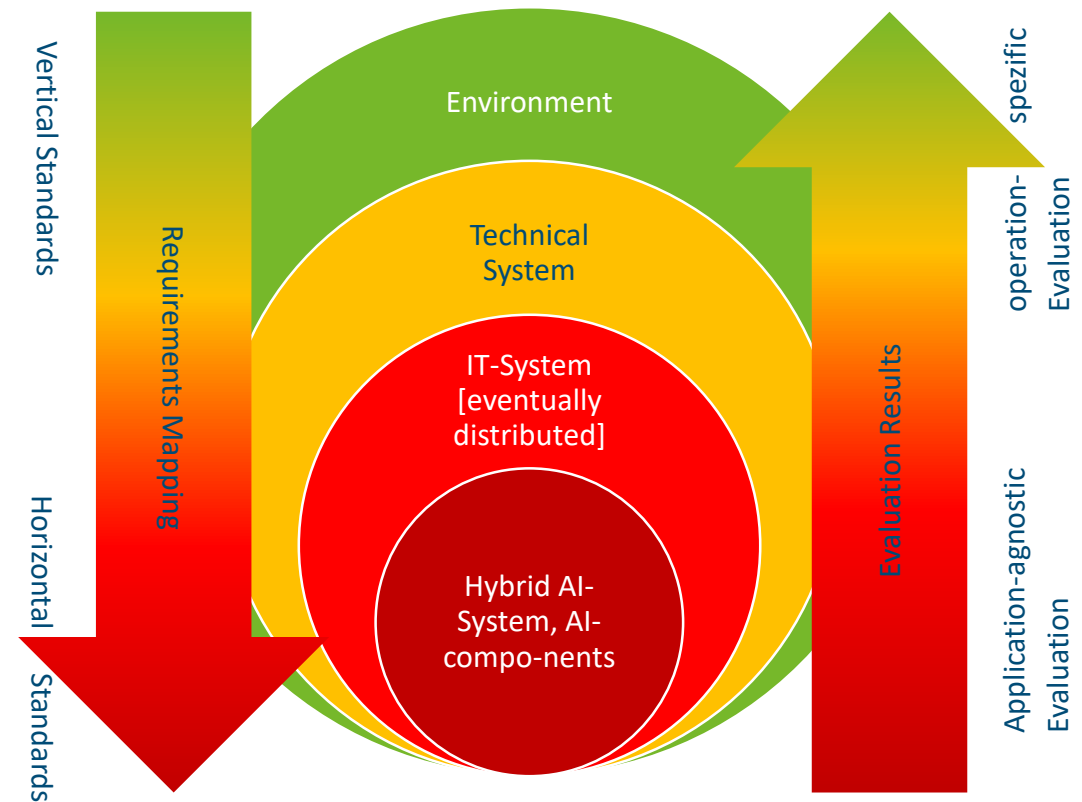 Vertical Standards
Horizontal Standards
Requirements Mapping
Environment
Technical
System
IT-System
[eventually
distributed]
Hybrid AI-
System, AI-
compo-nents
Evaluation Results
operation- spezific
Evaluation
Application-agnostic
Evaluation